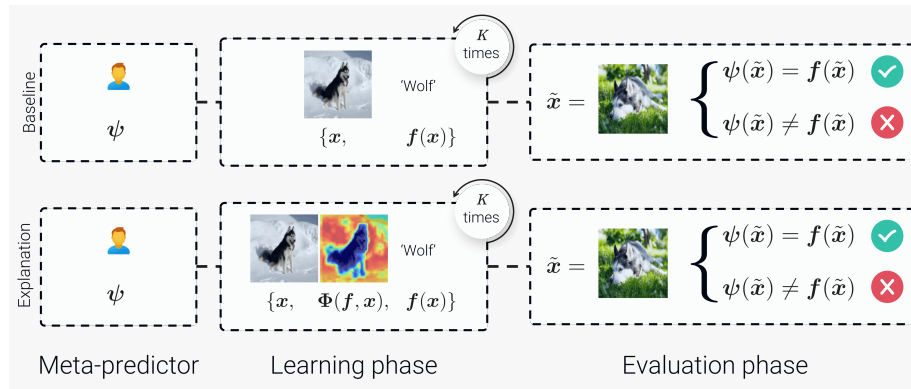 Baseline
ψ
K
times
'Wolf'
{x, f(x)}
x̃ =
ψ(x̃) = f(x̃)
ψ(x̃) ≠ f(x̃)
Explanation
ψ
K
times
'Wolf'
{x, Φ(f, x), f(x)}
x̃ =
ψ(x̃) = f(x̃)
ψ(x̃) ≠ f(x̃)
Meta-predictor
Learning phase
Evaluation phase